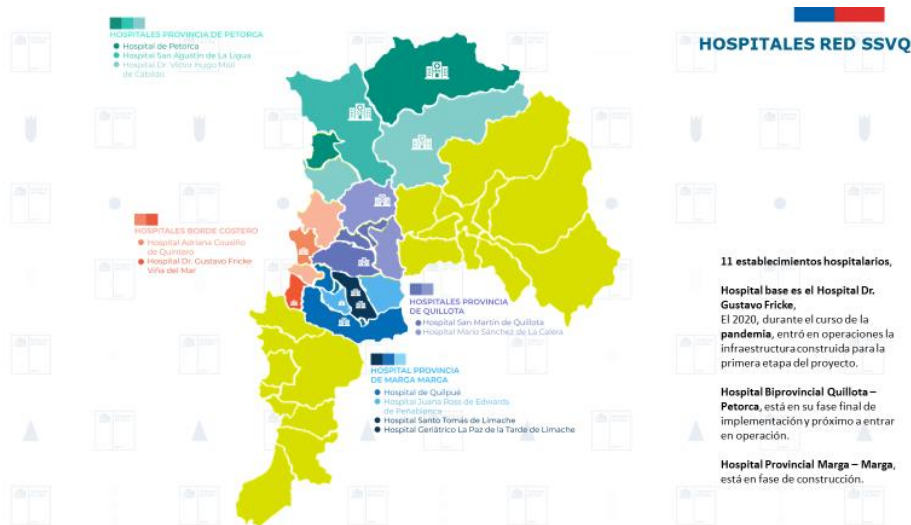 HOSPITALES RED SSVQ
HOSPITALES PROVINCIA DE PETORCA
Hospital de Petorca
Hospital San Agustín de La Ligua
Hospital Dr. Víctor Hugo Moll
de Cabildo
HOSPITALES BORDE COSTERO
Hospital Adriana Cousiño
de Quintero
Hospital Dr. Gustavo Fricke
Viña del Mar
HOSPITALES PROVINCIA
DE QUILLOTA
Hospital San Martín de Quillota
Hospital Mario Sánchez de La Calera
HOSPITAL PROVINCIA
DE MARGA MARGA
Hospital de Quilpué
Hospital Juana Ross de Edwards
de Peñablanca
Hospital Santo Tomás de Limache
Hospital Geriátrico La Paz de la Tarde de Limache
11 establecimientos hospitalarios,
Hospital base es el Hospital Dr.
Gustavo Fricke,
El 2020, durante el curso de la
pandemia, entró en operaciones la
infraestructura construida para la
primera etapa del proyecto.
Hospital Biprovincial Quillota –
Petorca, está en su fase final de
implementación y próximo a entrar
en operación.
Hospital Provincial Marga – Marga,
está en fase de construcción.